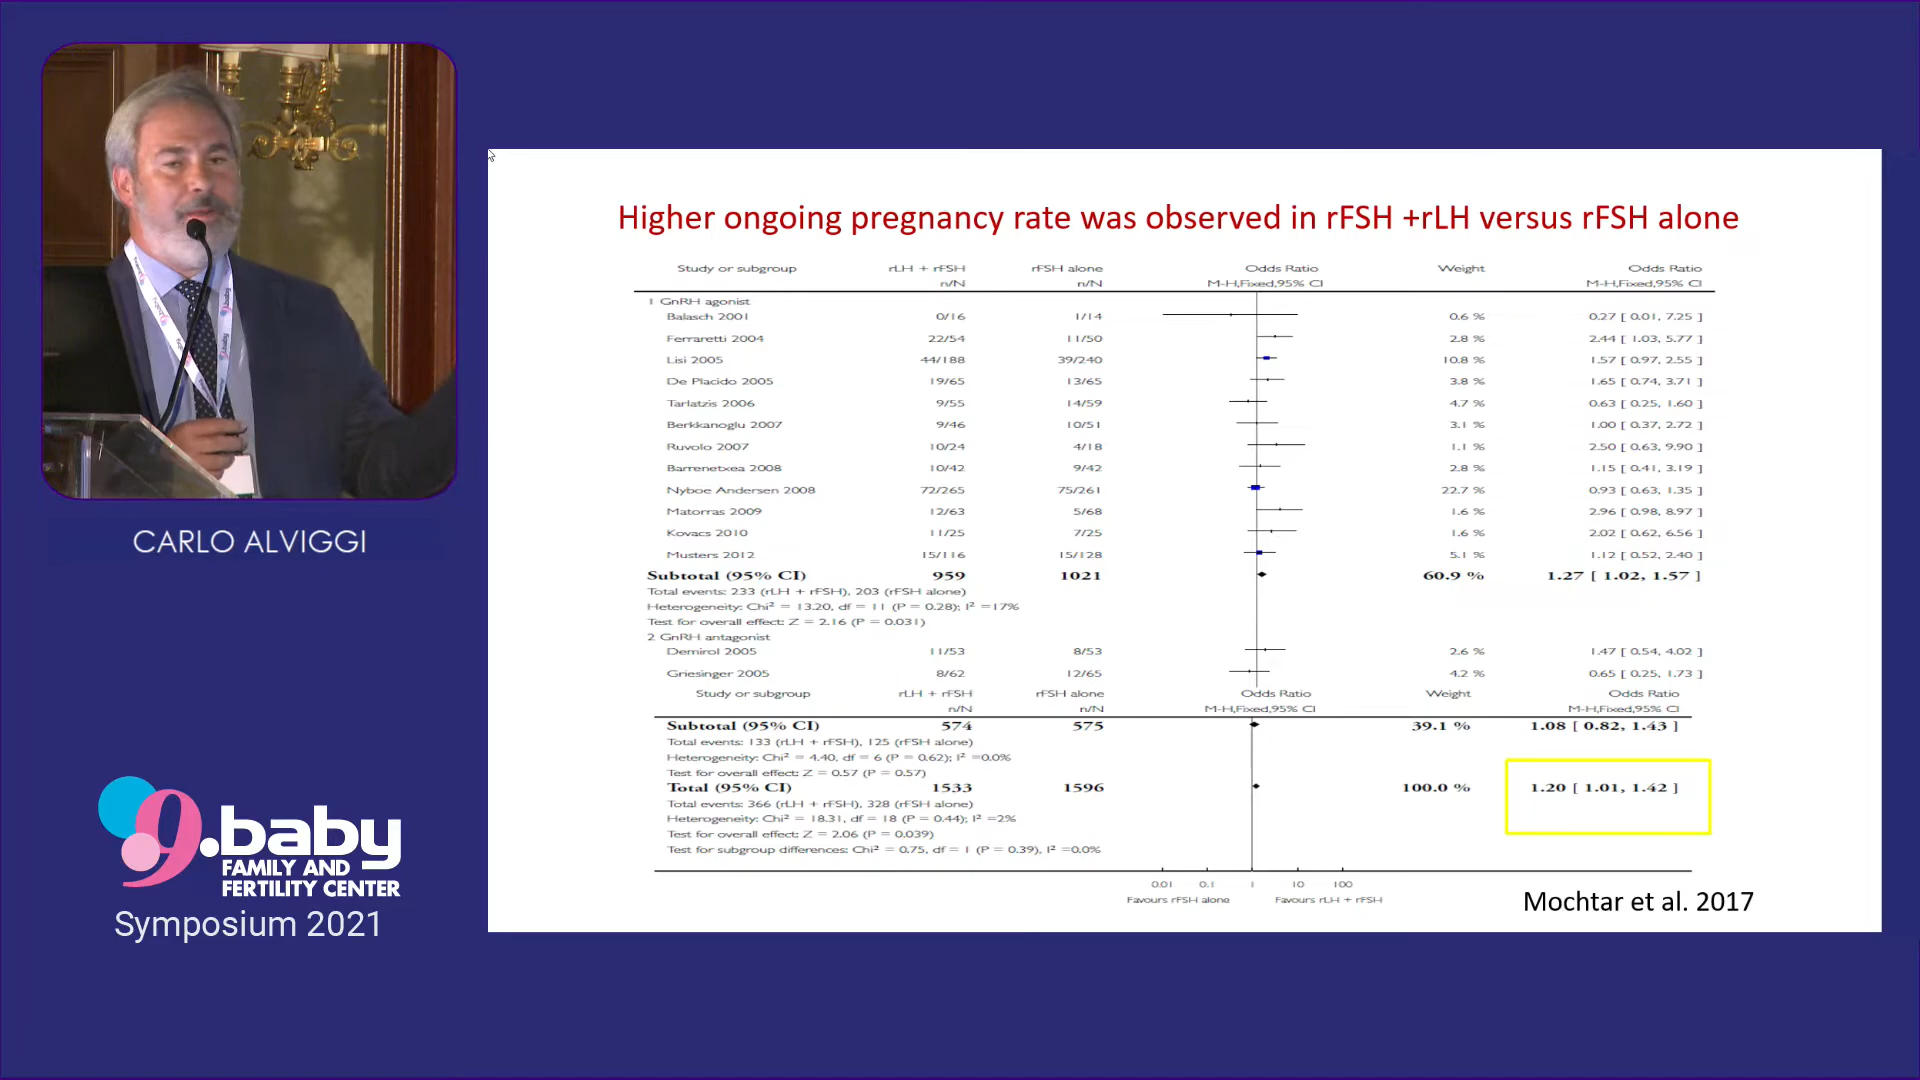 CARLO ALVIGGI
9.baby
FAMILY AND
FERTILITY CENTER
Symposium 2021
Higher ongoing pregnancy rate was observed in rFSH +rLH versus rFSH alone
Study or subgroup rLH + rFSH rFSH alone Odds Ratio Weight Odds Ratio
n/N n/N M-H,Fixed,95% CI M-H,Fixed,95% CI
1 GnRH agonist
Balasch 2001 0/16 1/14 0.6 % 0.27 [ 0.01, 7.25 ]
Ferraretti 2004 22/54 11/50 2.8 % 2.44 [ 1.03, 5.77 ]
Lisi 2005 44/188 39/240 10.8 % 1.57 [ 0.97, 2.55 ]
De Placido 2005 19/65 13/65 3.8 % 1.65 [ 0.74, 3.71 ]
Tarlatzis 2006 9/55 14/59 4.7 % 0.63 [ 0.25, 1.60 ]
Berkkanoglu 2007 9/46 10/51 3.1 % 1.00 [ 0.37, 2.72 ]
Ruvolo 2007 10/24 4/18 1.1 % 2.50 [ 0.63, 9.90 ]
Barrenetxea 2008 10/42 9/42 2.8 % 1.15 [ 0.41, 3.19 ]
Nyboe Andersen 2008 72/265 75/261 22.7 % 0.93 [ 0.63, 1.35 ]
Matorras 2009 12/63 5/68 1.6 % 2.96 [ 0.98, 8.97 ]
Kovacs 2010 11/25 7/25 1.6 % 2.02 [ 0.62, 6.56 ]
Musters 2012 15/116 15/128 5.1 % 1.12 [ 0.52, 2.40 ]
Subtotal (95% CI) 959 1021 60.9 % 1.27 [ 1.02, 1.57 ]
Total events: 233 (rLH + rFSH), 203 (rFSH alone)
Heterogeneity: Chi² = 13.20, df = 11 (P = 0.28); I² =17%
Test for overall effect: Z = 2.16 (P = 0.031)
2 GnRH antagonist
Demirol 2005 11/53 8/53 2.6 % 1.47 [ 0.54, 4.02 ]
Griesinger 2005 8/62 12/65 4.2 % 0.65 [ 0.25, 1.73 ]
Study or subgroup rLH + rFSH rFSH alone Odds Ratio Weight Odds Ratio
n/N n/N M-H,Fixed,95% CI M-H,Fixed,95% CI
Subtotal (95% CI) 574 575 39.1 % 1.08 [ 0.82, 1.43 ]
Total events: 133 (rLH + rFSH), 125 (rFSH alone)
Heterogeneity: Chi² = 4.40, df = 6 (P = 0.62); I² =0.0%
Test for overall effect: Z = 0.57 (P = 0.57)
Total (95% CI) 1533 1596 100.0 % 1.20 [ 1.01, 1.42 ]
Total events: 366 (rLH + rFSH), 328 (rFSH alone)
Heterogeneity: Chi² = 18.31, df = 18 (P = 0.44); I² =2%
Test for overall effect: Z = 2.06 (P = 0.039)
Test for subgroup differences: Chi² = 0.75, df = 1 (P = 0.39), I² =0.0%
0.01 0.1 1 10 100
Favours rFSH alone Favours rLH + rFSH
Mochtar et al. 2017